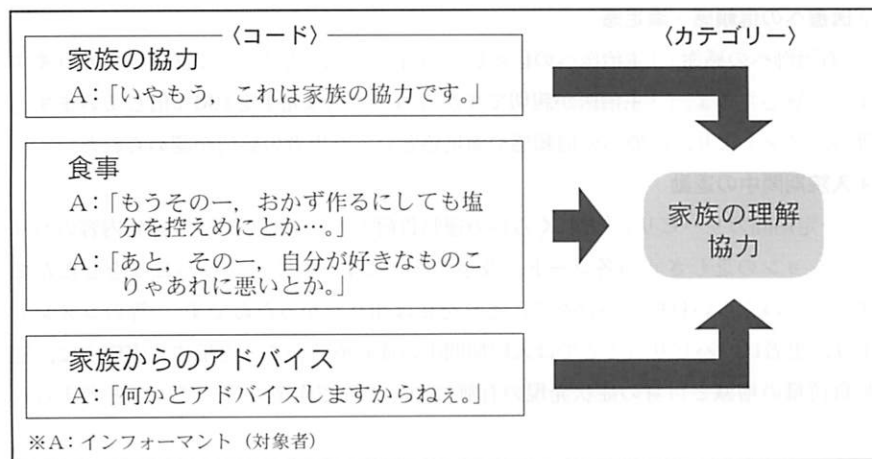 〈コード〉
〈カテゴリー〉
家族の協力
A：「いやもう，これは家族の協力です。」
食事
A：「もうそのー，おかず作るにしても塩
分を控えめにとか…。」
A：「あと，そのー，自分が好きなものこ
りゃあれに悪いとか。」
家族の理解
協力
家族からのアドバイス
A：「何かとアドバイスしますからねぇ。」
※A：インフォーマント（対象者）